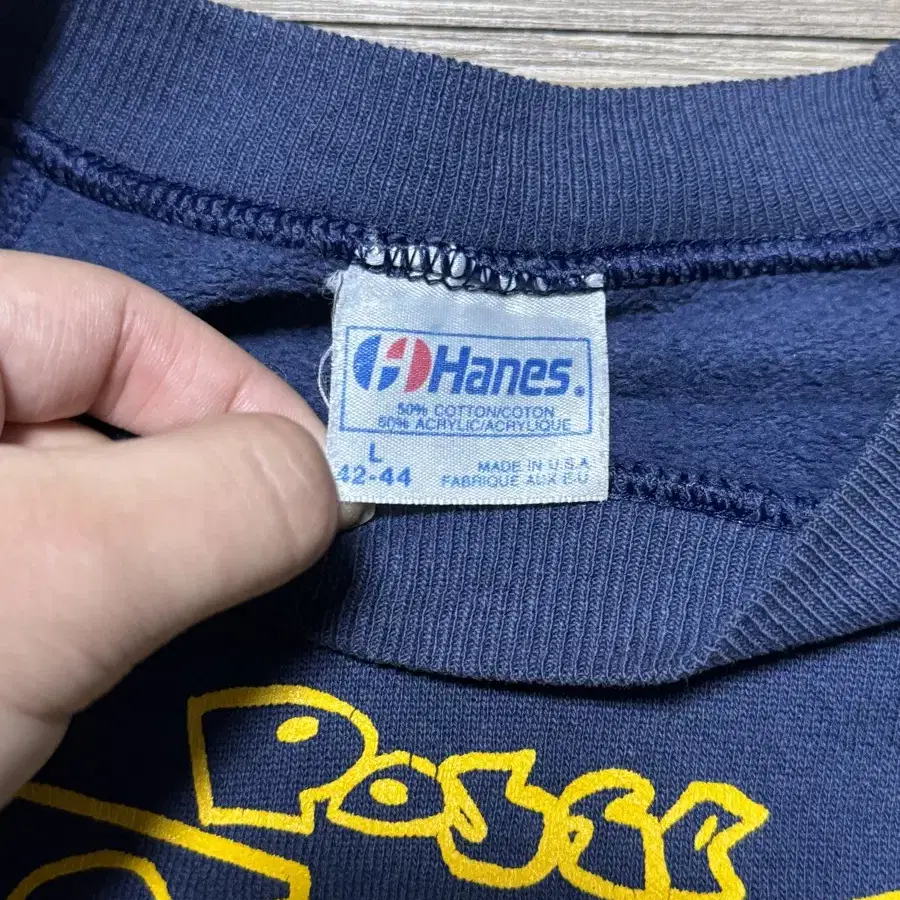 Hanes.
50% COTTON/COTON
50% ACRYLIC/ACRYLIQUE
L
42-44
MADE IN U.S.A
FABRIQUE AUX E-U